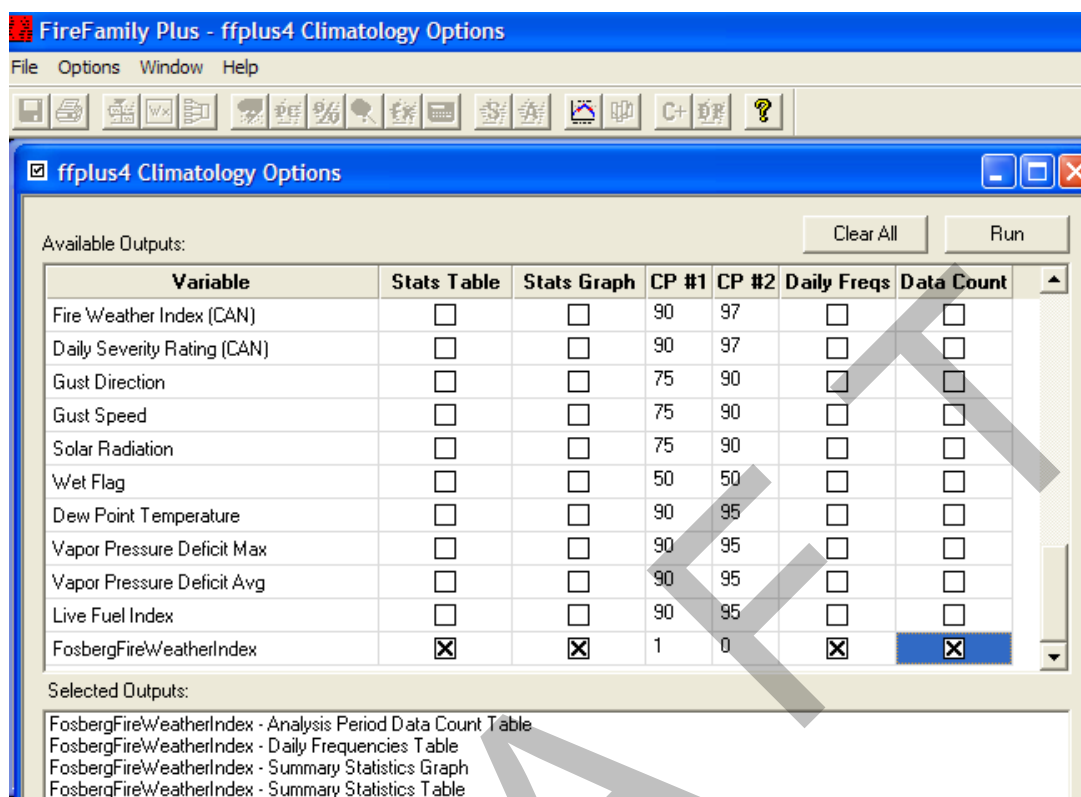 FireFamily Plus - ffplus4 Climatology Options
File Options Window Help
C+ DR ?
ffplus4 Climatology Options
Available Outputs: Clear All Run
Variable Stats Table Stats Graph CP #1 CP #2 Daily Freqs Data Count
Fire Weather Index (CAN) 90 97
Daily Severity Rating (CAN) 90 97
Gust Direction 75 90
Gust Speed 75 90
Solar Radiation 75 90
Wet Flag 50 50
Dew Point Temperature 90 95
Vapor Pressure Deficit Max 90 95
Vapor Pressure Deficit Avg 90 95
Live Fuel Index 90 95
FosbergFireWeatherIndex 1 0
Selected Outputs:
FosbergFireWeatherIndex - Analysis Period Data Count Table
FosbergFireWeatherIndex - Daily Frequencies Table
FosbergFireWeatherIndex - Summary Statistics Graph
FosbergFireWeatherIndex - Summary Statistics Table
AFT